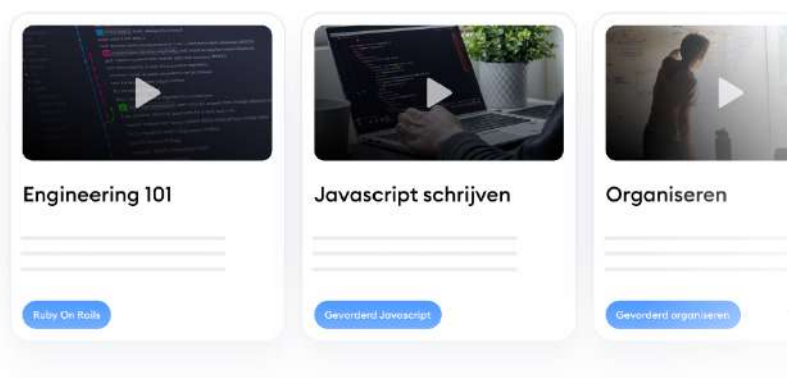 Engineering 101
Javascript schrijven
Organiseren
Ruby On Rails
Gevorderd Javascript
Gevorderd organiseren